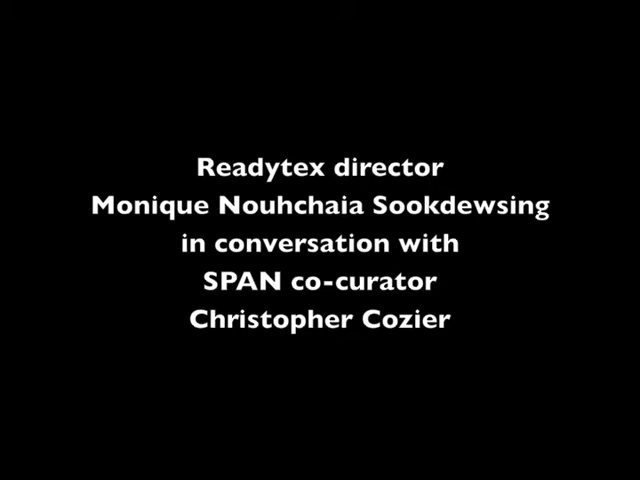 Readytex director
Monique Nouhchaia Sookdewsing
in conversation with
SPAN co-curator
Christopher Cozier